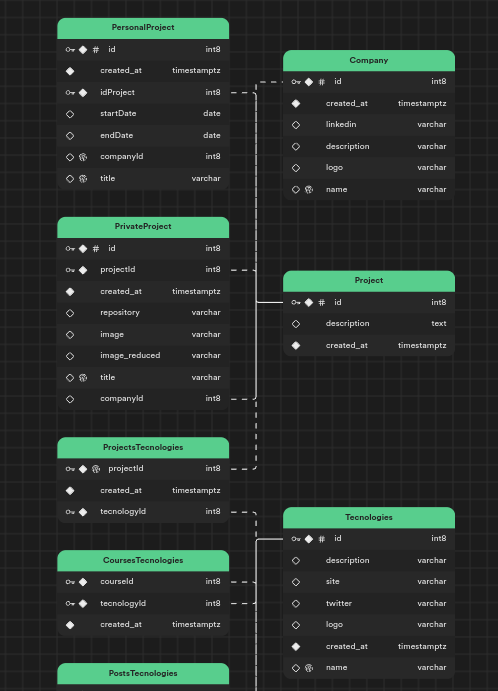 PersonalProject
# id int8
created_at timestamptz
idProject int8
startDate date
endDate date
companyId int8
title varchar
PrivateProject
# id int8
projectId int8
created_at timestamptz
repository varchar
image varchar
image_reduced varchar
title varchar
companyId int8
ProjectsTecnologies
projectId int8
created_at timestamptz
tecnologyId int8
CoursesTecnologies
courseId int8
tecnologyId int8
created_at timestamptz
PostsTecnologies
Company
# id int8
created_at timestamptz
linkedin varchar
description varchar
logo varchar
name varchar
Project
# id int8
description text
created_at timestamptz
Tecnologies
# id int8
description varchar
site varchar
twitter varchar
logo varchar
created_at timestamptz
name varchar